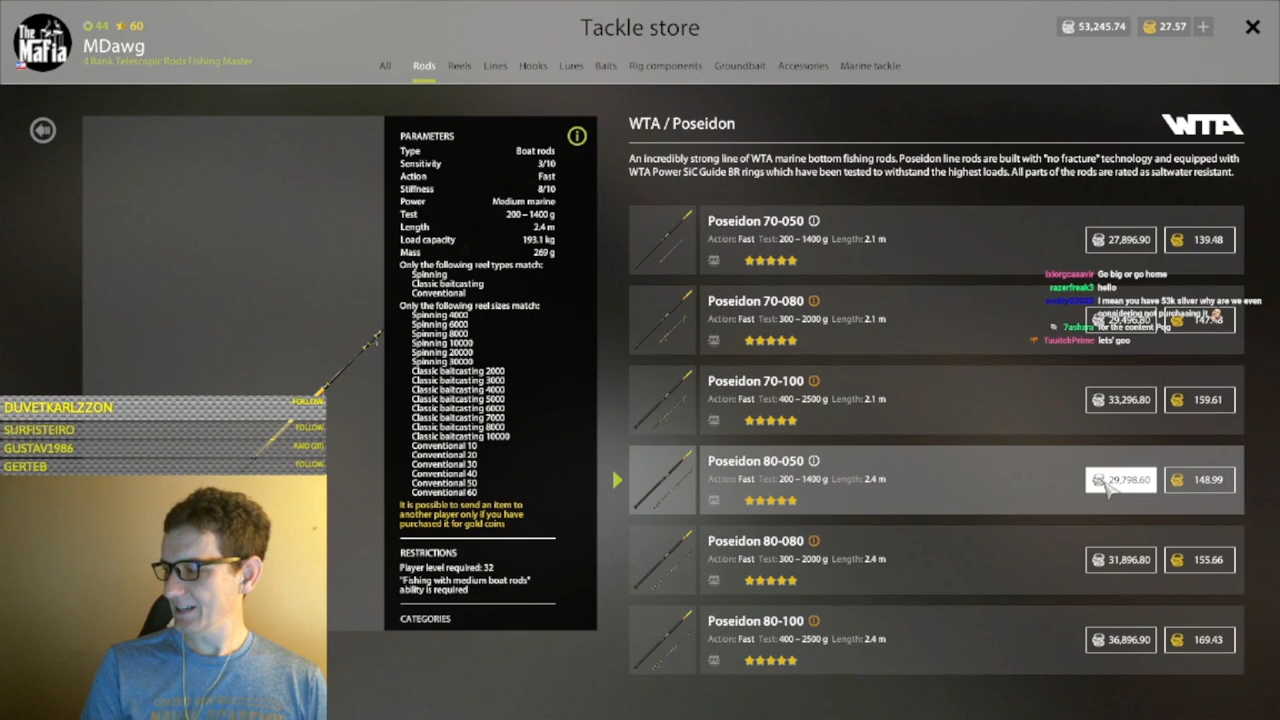 The
Mafia
44 60
MDawg
4 Rank Telescopic Rods Fishing Master
Tackle store
53,245.74
27.57
All Rods Reels Lines Hooks Lures Baits Rig components Groundbait Accessories Marine tackle
PARAMETERS
Type Boat rods
Sensitivity 3/10
Action Fast
Stiffness 8/10
Power Medium marine
Test 200 – 1400 g
Length 2.4 m
Load capacity 193.1 kg
Mass 269 g
Only the following reel types match:
Spinning
Classic baitcasting
Conventional
Only the following reel sizes match:
Spinning 4000
Spinning 6000
Spinning 8000
Spinning 10000
Spinning 20000
Spinning 30000
Classic baitcasting 2000
Classic baitcasting 3000
Classic baitcasting 4000
Classic baitcasting 5000
Classic baitcasting 6000
Classic baitcasting 7000
Classic baitcasting 8000
Classic baitcasting 10000
Conventional 10
Conventional 20
Conventional 30
Conventional 40
Conventional 50
Conventional 60
It is possible to send an item to
another player only if you have
purchased it for gold coins
RESTRICTIONS
Player level required: 32
"Fishing with medium boat rods"
ability is required
CATEGORIES
WTA / Poseidon
WTA
An incredibly strong line of WTA marine bottom fishing rods. Poseidon line rods are built with "no fracture" technology and equipped with
WTA Power SiC Guide BR rings which have been tested to withstand the highest loads. All parts of the rods are rated as saltwater resistant.
Poseidon 70-050
Action: Fast Test: 200 – 1400 g Length: 2.1 m
27,896.90 139.48
Poseidon 70-080
Action: Fast Test: 300 – 2000 g Length: 2.1 m
29,496.80
Poseidon 70-100
Action: Fast Test: 400 – 2500 g Length: 2.1 m
33,296.80 159.61
Poseidon 80-050
Action: Fast Test: 200 – 1400 g Length: 2.4 m
29,798.60 148.99
Poseidon 80-080
Action: Fast Test: 300 – 2000 g Length: 2.4 m
31,896.80 155.66
Poseidon 80-100
Action: Fast Test: 400 – 2500 g Length: 2.4 m
36,896.90 169.43
Go big or go home
razerfreak3 hello
I mean you have 53k silver why are we even
considering not purchasing it
7ashara for the content Pog
TuuitchPrime lets' goo
DUVETKARLZZON FOLLOW
SURFISTEIRO FOLLOW
GUSTAV1986 RAID (20)
GERTEB FOLLOW